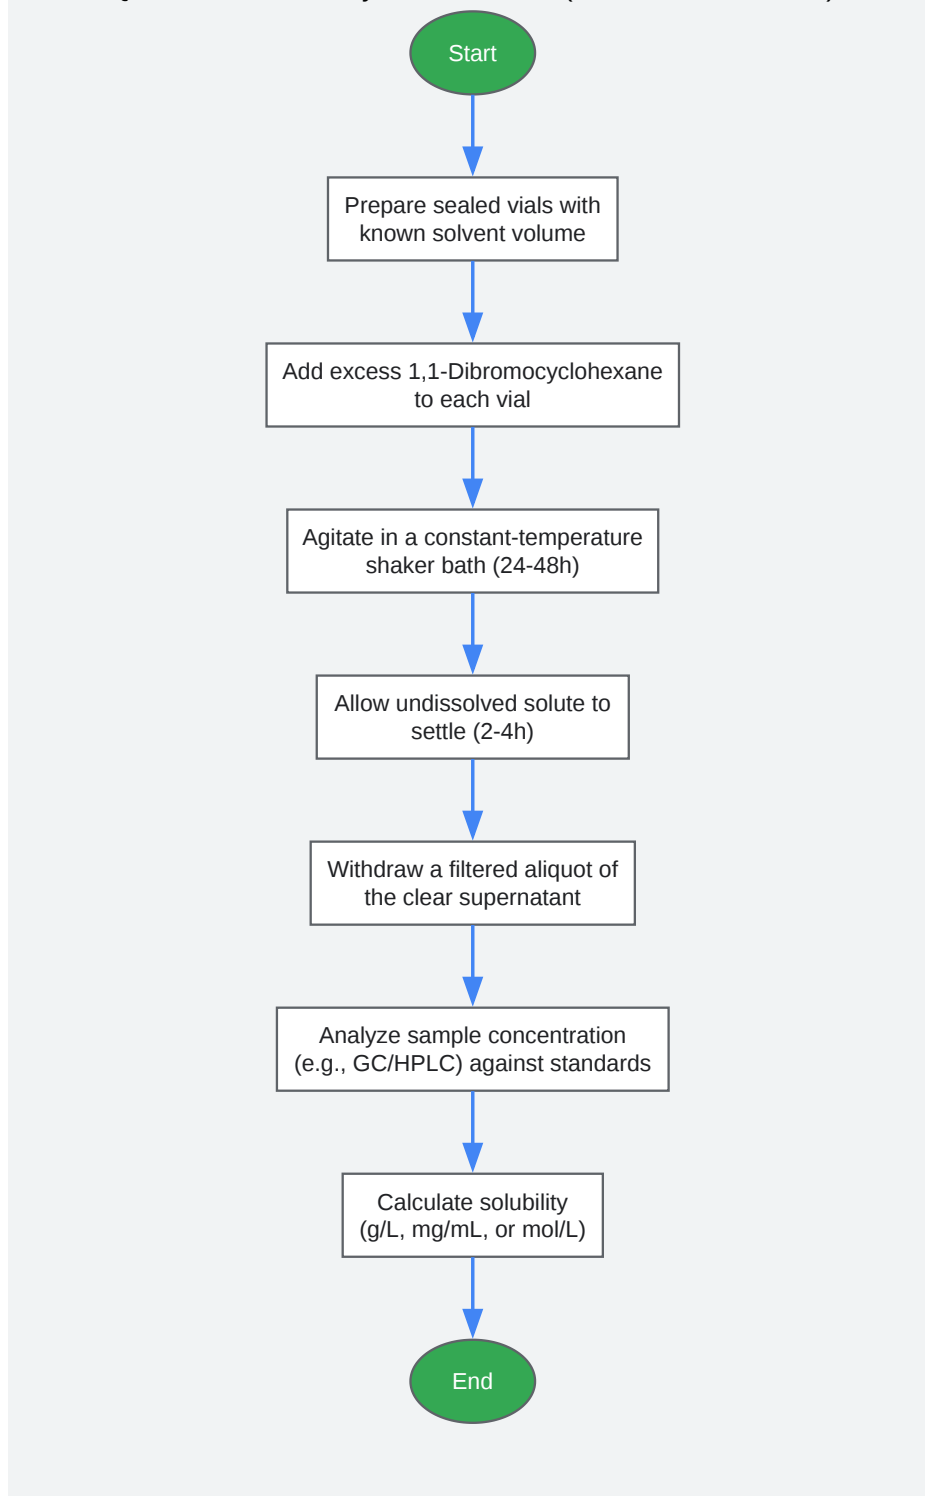 Start
Prepare sealed vials with
known solvent volume
Add excess 1,1-Dibromocyclohexane
to each vial
Agitate in a constant-temperature
shaker bath (24-48h)
Allow undissolved solute to
settle (2-4h)
Withdraw a filtered aliquot of
the clear supernatant
Analyze sample concentration
(e.g., GC/HPLC) against standards
Calculate solubility
(g/L, mg/mL, or mol/L)
End